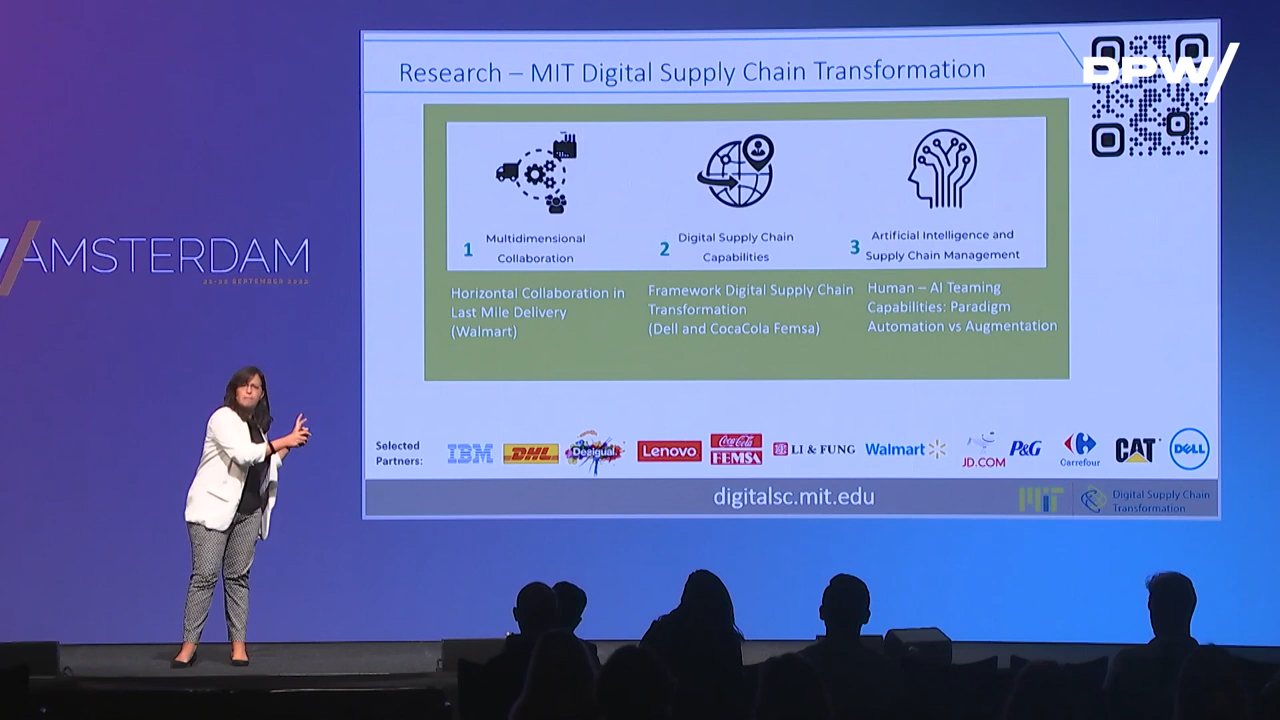 Research – MIT Digital Supply Chain Transformation
DPW/
AMSTERDAM
1 Multidimensional
Collaboration
2 Digital Supply Chain
Capabilities
3 Artificial Intelligence and
Supply Chain Management
Horizontal Collaboration in
Last Mile Delivery
(Walmart)
Framework Digital Supply Chain
Transformation
(Dell and CocaCola Femsa)
Human – AI Teaming
Capabilities: Paradigm
Automation vs Augmentation
Selected
Partners:
IBM
DHL
Desigual
Lenovo
Coca-Cola
FEMSA
LI & FUNG
Walmart
JD.COM
P&G
Carrefour
CAT
DELL
digitalsc.mit.edu
MIT
Digital Supply Chain
Transformation